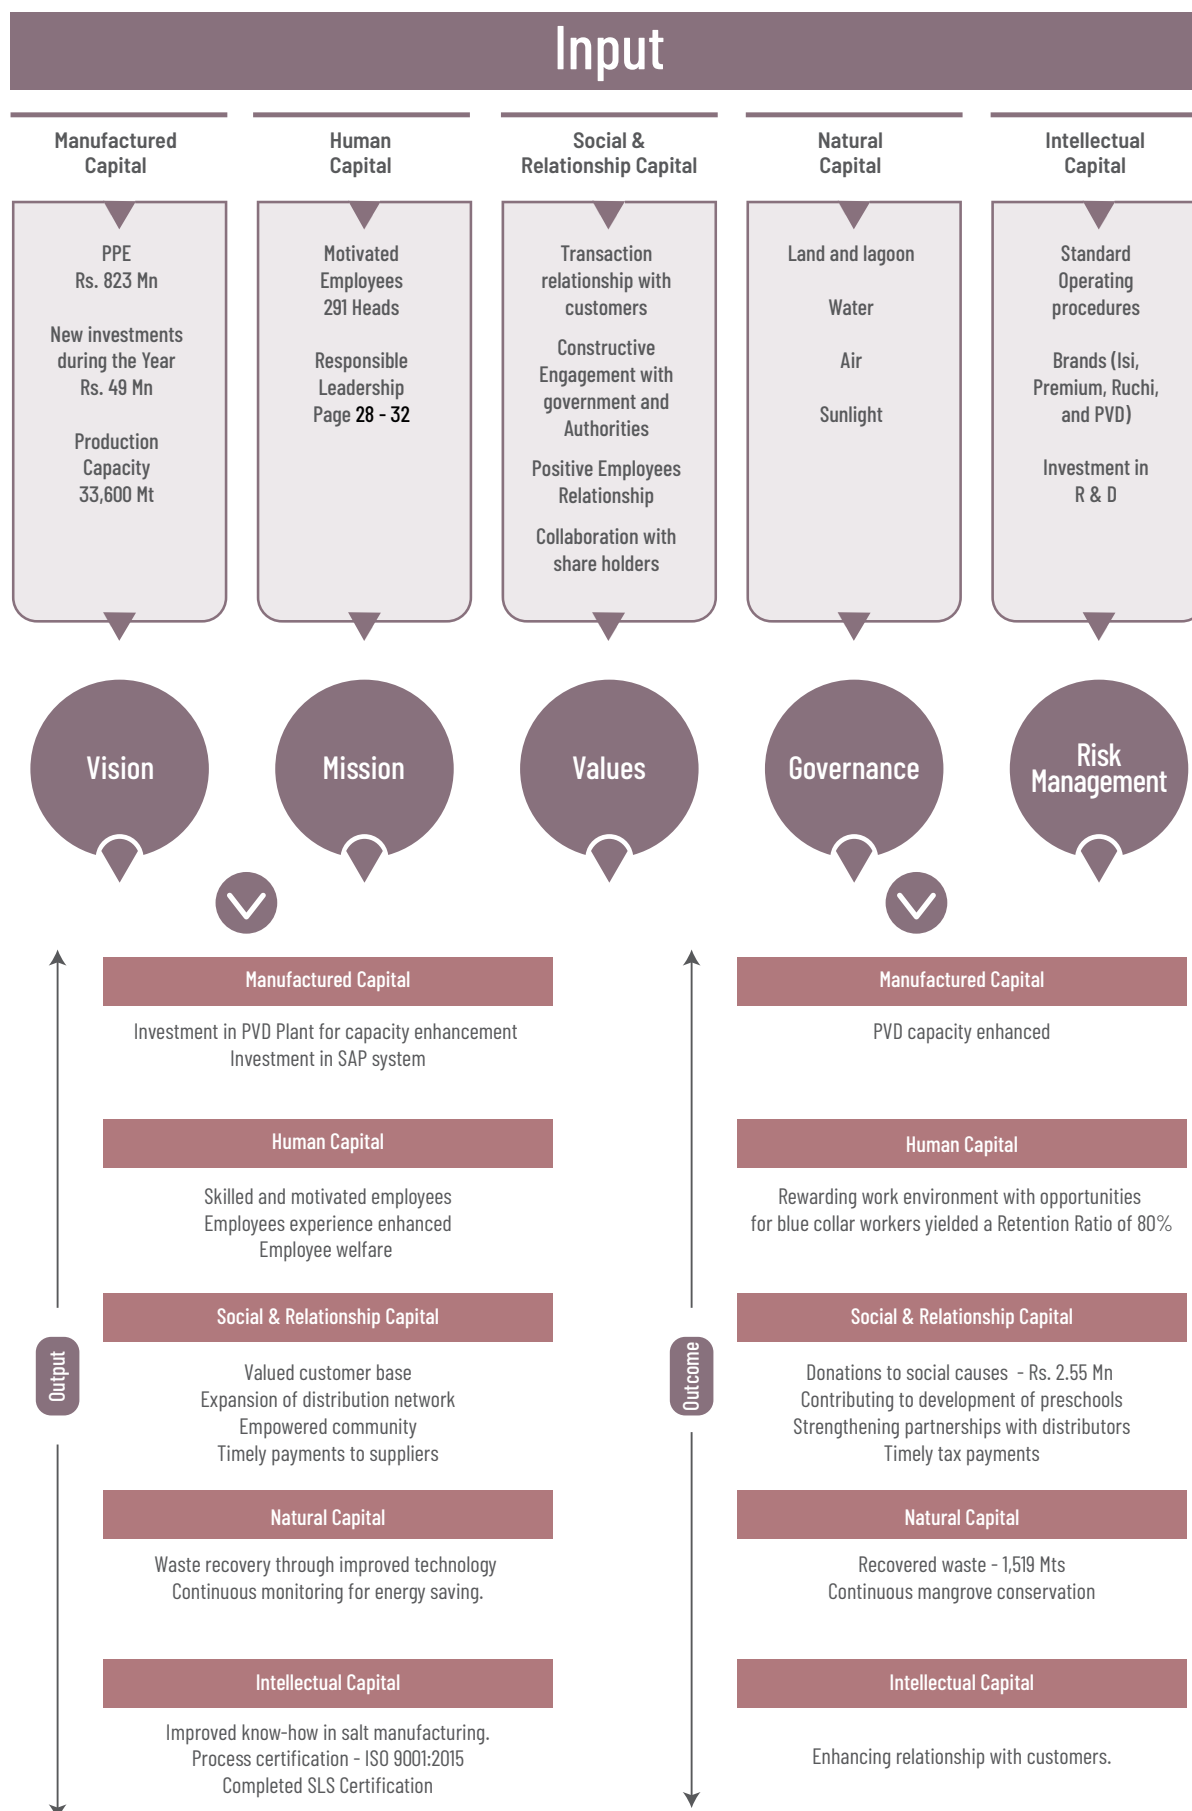 Input
Manufactured
Capital
PPE
Rs. 823 Mn
New investments
during the Year
Rs. 49 Mn
Production
Capacity
33,600 Mt
Human
Capital
Motivated
Employees
291 Heads
Responsible
Leadership
Page 28 - 32
Social &
Relationship Capital
Transaction
relationship with
customers
Constructive
Engagement with
government and
Authorities
Positive Employees
Relationship
Collaboration with
share holders
Natural
Capital
Land and lagoon
Water
Air
Sunlight
Intellectual
Capital
Standard
Operating
procedures
Brands (Isi,
Premium, Ruchi,
and PVD)
Investment in
R & D
Vision
Mission
Values
Governance
Risk
Management
Output
Manufactured Capital
Investment in PVD Plant for capacity enhancement
Investment in SAP system
Human Capital
Skilled and motivated employees
Employees experience enhanced
Employee welfare
Social & Relationship Capital
Valued customer base
Expansion of distribution network
Empowered community
Timely payments to suppliers
Natural Capital
Waste recovery through improved technology
Continuous monitoring for energy saving.
Intellectual Capital
Improved know-how in salt manufacturing.
Process certification - ISO 9001:2015
Completed SLS Certification
Outcome
Manufactured Capital
PVD capacity enhanced
Human Capital
Rewarding work environment with opportunities
for blue collar workers yielded a Retention Ratio of 80%
Social & Relationship Capital
Donations to social causes - Rs. 2.55 Mn
Contributing to development of preschools
Strengthening partnerships with distributors
Timely tax payments
Natural Capital
Recovered waste - 1,519 Mts
Continuous mangrove conservation
Intellectual Capital
Enhancing relationship with customers.